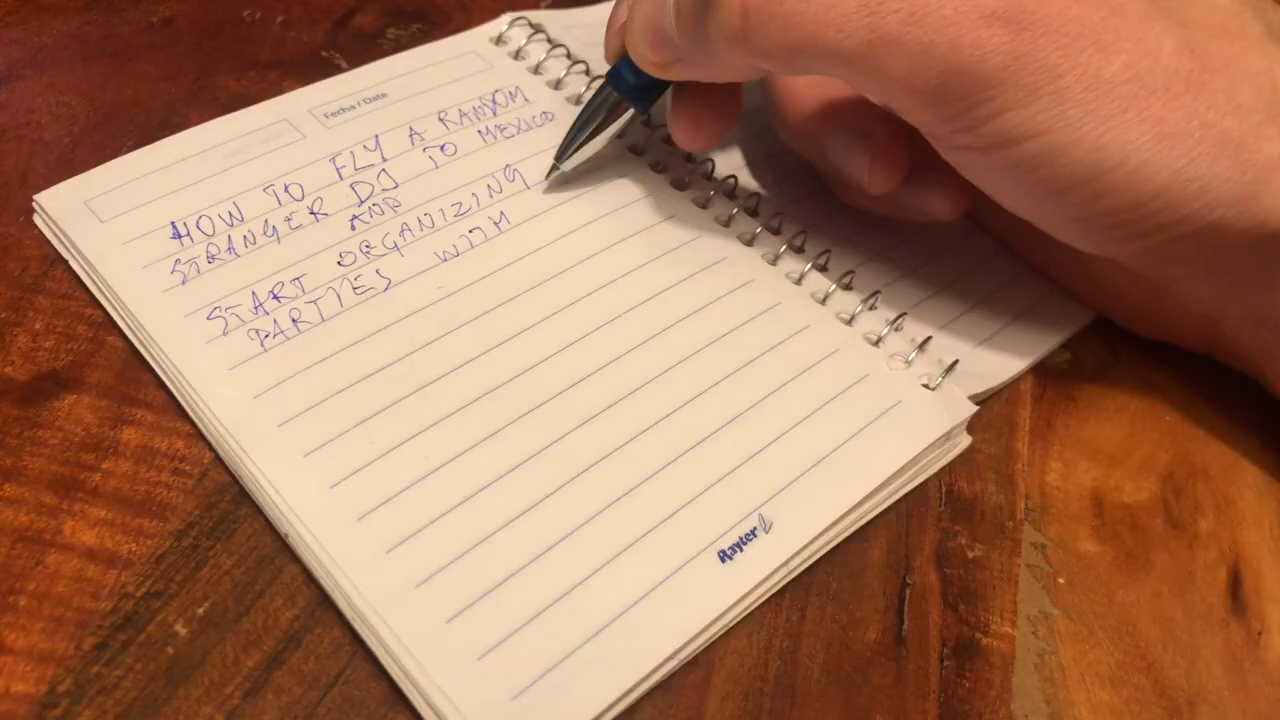 Fecha / Date
HOW TO FLY A RANDOM
STRANGER DJ TO MEXICO
AND
START ORGANIZING
PARTIES WITH
Rayter